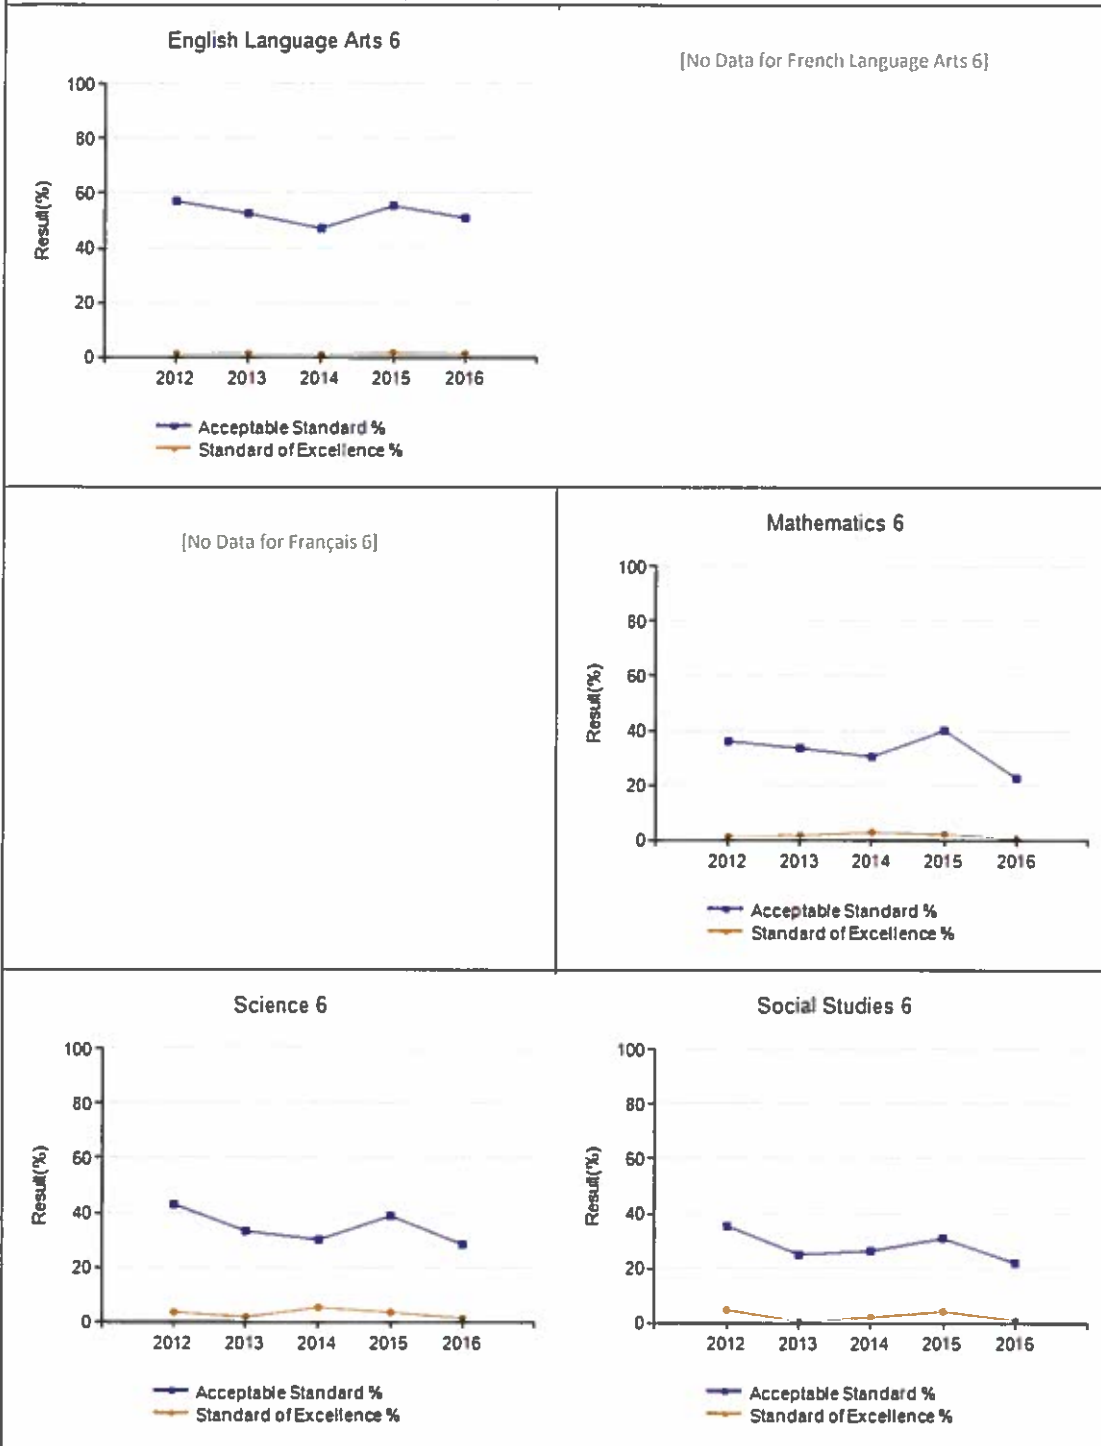 English Language Arts 6
100
80
60
40
20
0
Result(%)
2012 2013 2014 2015 2016
Acceptable Standard %
Standard of Excellence %
[No Data for French Language Arts 6]
[No Data for Français 6]
Mathematics 6
100
80
60
40
20
0
Result(%)
2012 2013 2014 2015 2016
Acceptable Standard %
Standard of Excellence %
Science 6
100
80
60
40
20
0
Result(%)
2012 2013 2014 2015 2016
Acceptable Standard %
Standard of Excellence %
Social Studies 6
100
80
60
40
20
0
Result(%)
2012 2013 2014 2015 2016
Acceptable Standard %
Standard of Excellence %